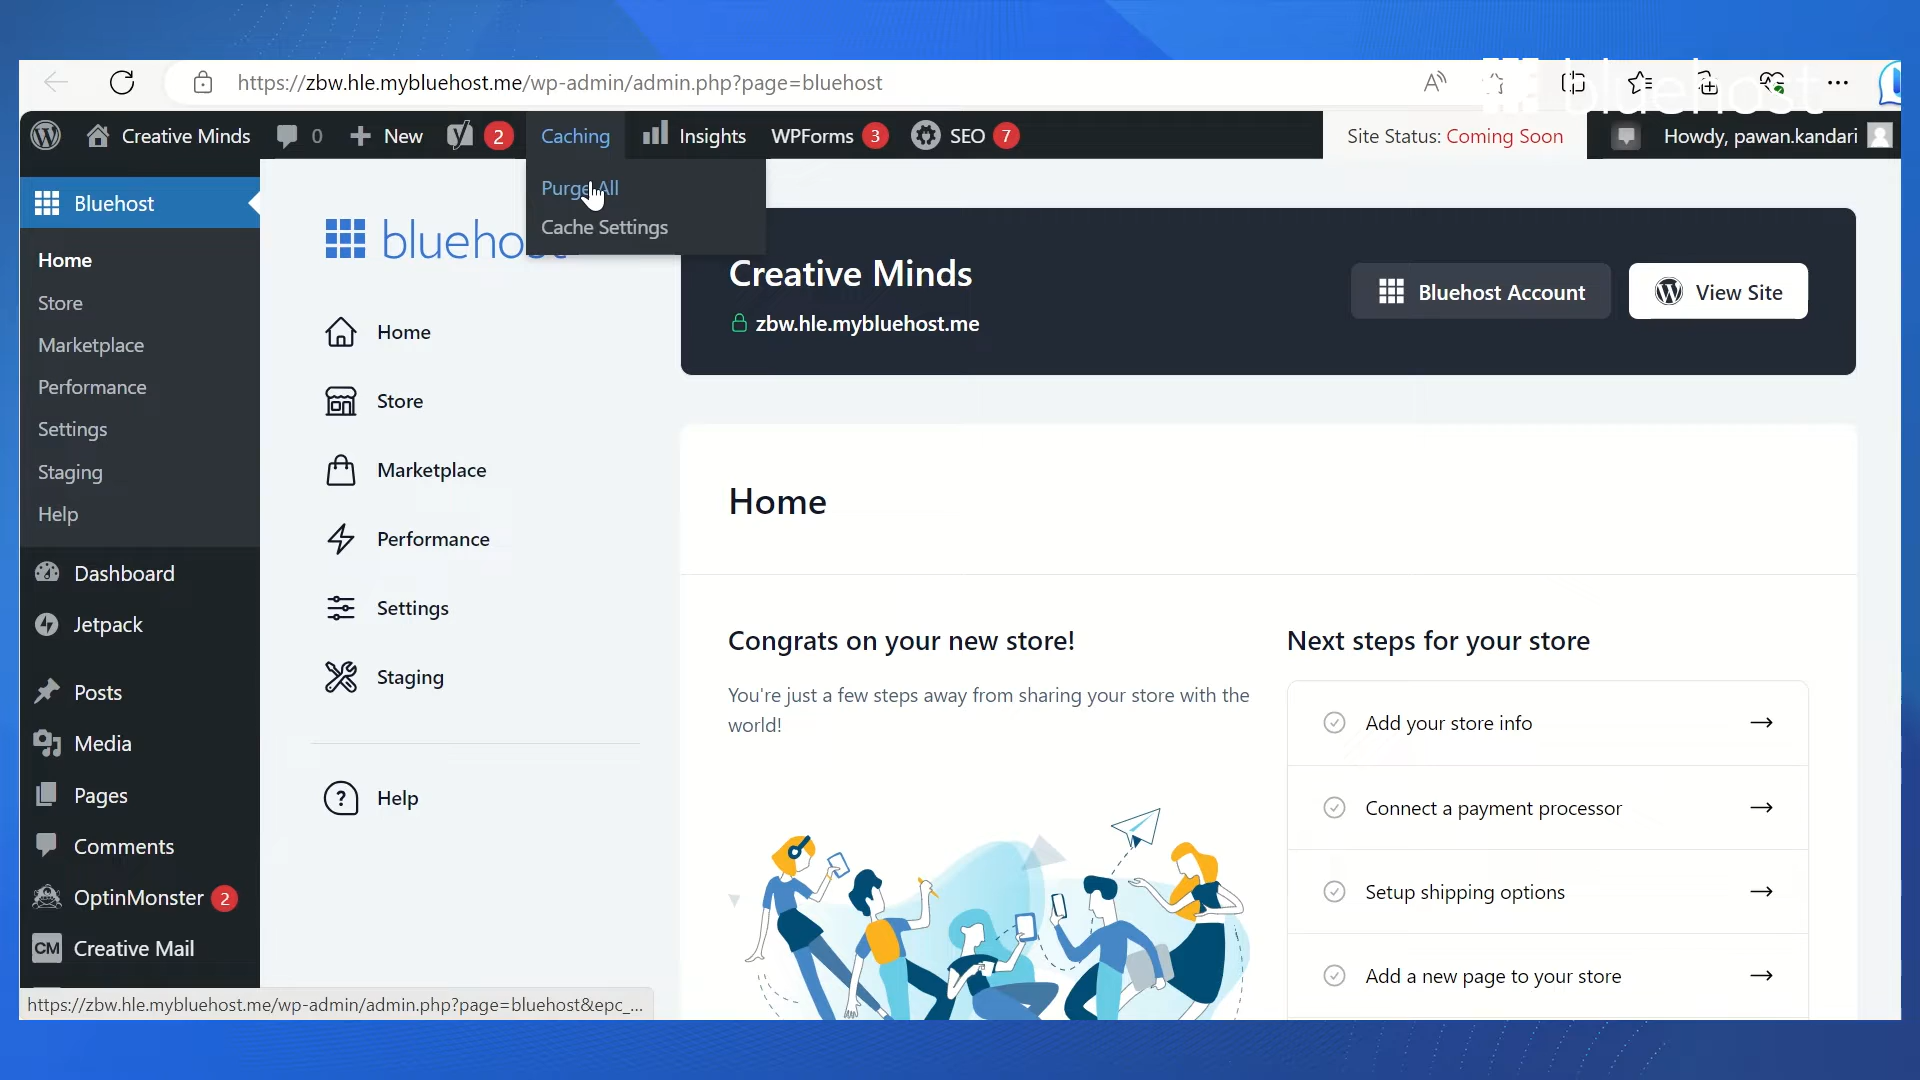 https://zbw.hle.mybluehost.me/wp-admin/admin.php?page=bluehost
bluehost
Creative Minds
0
New
2
Caching
Insights
WPForms 3
SEO 7
Site Status: Coming Soon
Howdy, pawan.kandari
Purge All
Cache Settings
Bluehost
Home
Store
Marketplace
Performance
Settings
Staging
Help
Dashboard
Jetpack
Posts
Media
Pages
Comments
OptinMonster 2
CM Creative Mail
bluehost
Home
Store
Marketplace
Performance
Settings
Staging
Help
Creative Minds
zbw.hle.mybluehost.me
Bluehost Account
View Site
Home
Congrats on your new store!
You're just a few steps away from sharing your store with the
world!
Next steps for your store
Add your store info
Connect a payment processor
Setup shipping options
Add a new page to your store
https://zbw.hle.mybluehost.me/wp-admin/admin.php?page=bluehost&epc_...